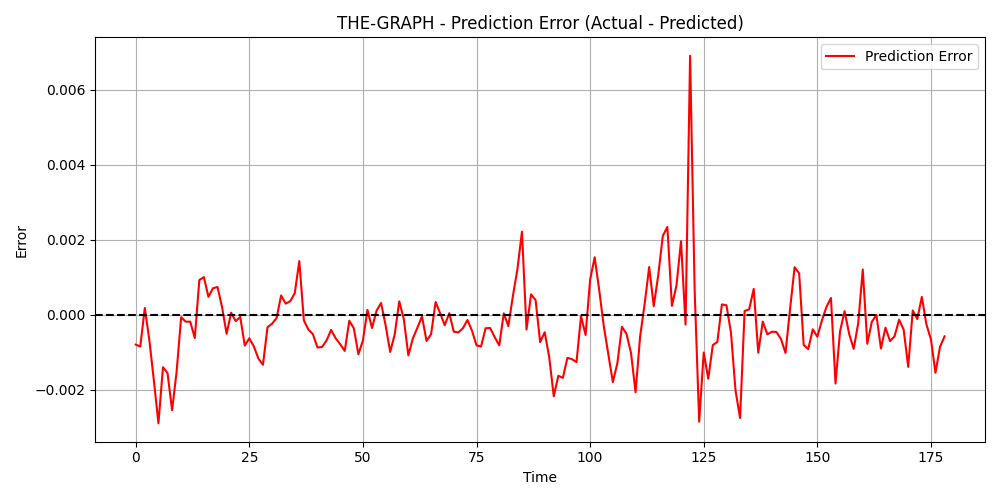 THE-GRAPH - Prediction Error (Actual - Predicted)
Prediction Error
Error
0.006
0.004
0.002
0.000
−0.002
0 25 50 75 100 125 150 175
Time